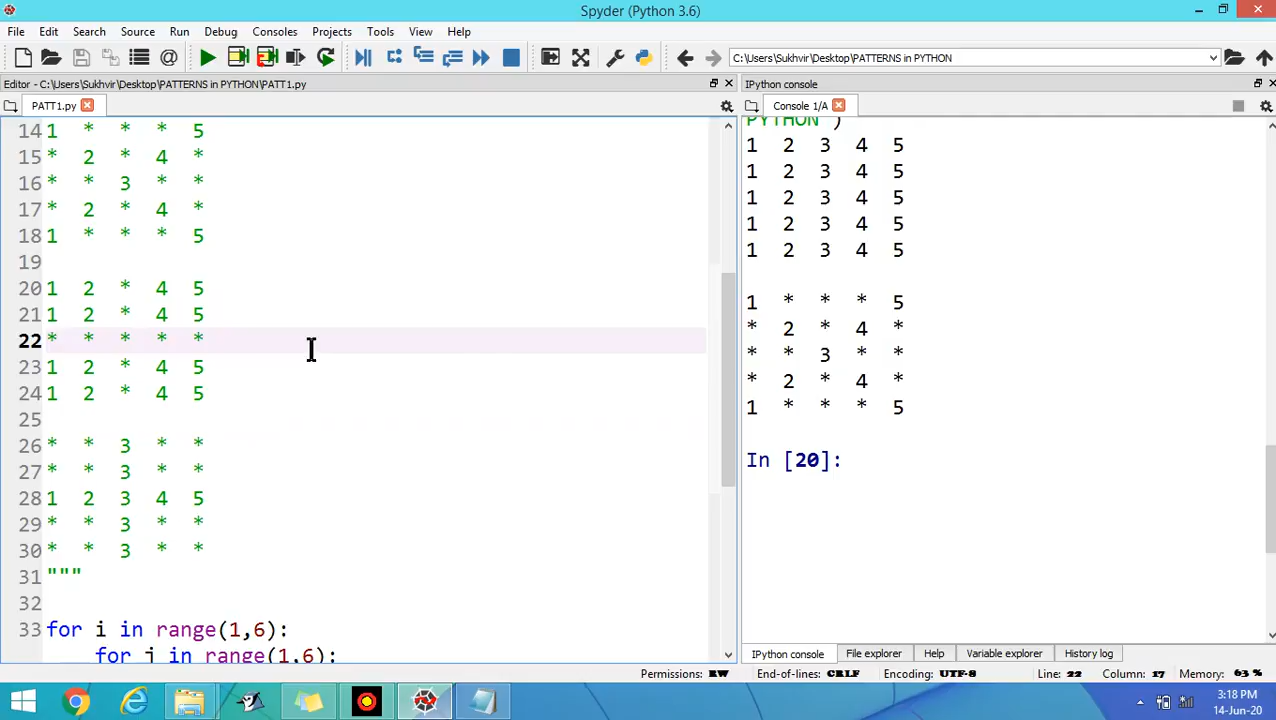 Spyder (Python 3.6)
File Edit Search Source Run Debug Consoles Projects Tools View Help
C:\Users\Sukhvir\Desktop\PATTERNS in PYTHON
Editor - C:\Users\Sukhvir\Desktop\PATTERNS in PYTHON\PATT1.py
IPython console
PATT1.py
Console 1/A
14 1 * * * 5
15 * 2 * 4 *
16 * * 3 * *
17 * 2 * 4 *
18 1 * * * 5
19
20 1 2 * 4 5
21 1 2 * 4 5
22 * * * * *
23 1 2 * 4 5
24 1 2 * 4 5
25
26 * * 3 * *
27 * * 3 * *
28 1 2 3 4 5
29 * * 3 * *
30 * * 3 * *
31 """
32
33 for i in range(1,6):
for j in range(1,6):
PYTHON')
1 2 3 4 5
1 2 3 4 5
1 2 3 4 5
1 2 3 4 5
1 2 3 4 5
1 * * * 5
* 2 * 4 *
* * 3 * *
* 2 * 4 *
1 * * * 5
In [20]:
IPython console File explorer Help Variable explorer History log
Permissions: RW End-of-lines: CRLF Encoding: UTF-8 Line: 22 Column: 17 Memory: 63 %
3:18 PM
14-Jun-20